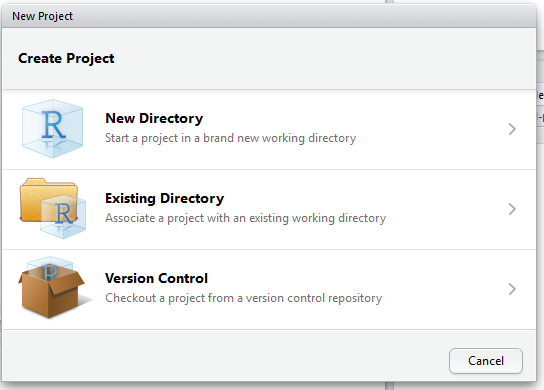 New Project
Create Project
R
New Directory
Start a project in a brand new working directory
R
Existing Directory
Associate a project with an existing working directory
R
Version Control
Checkout a project from a version control repository
Cancel